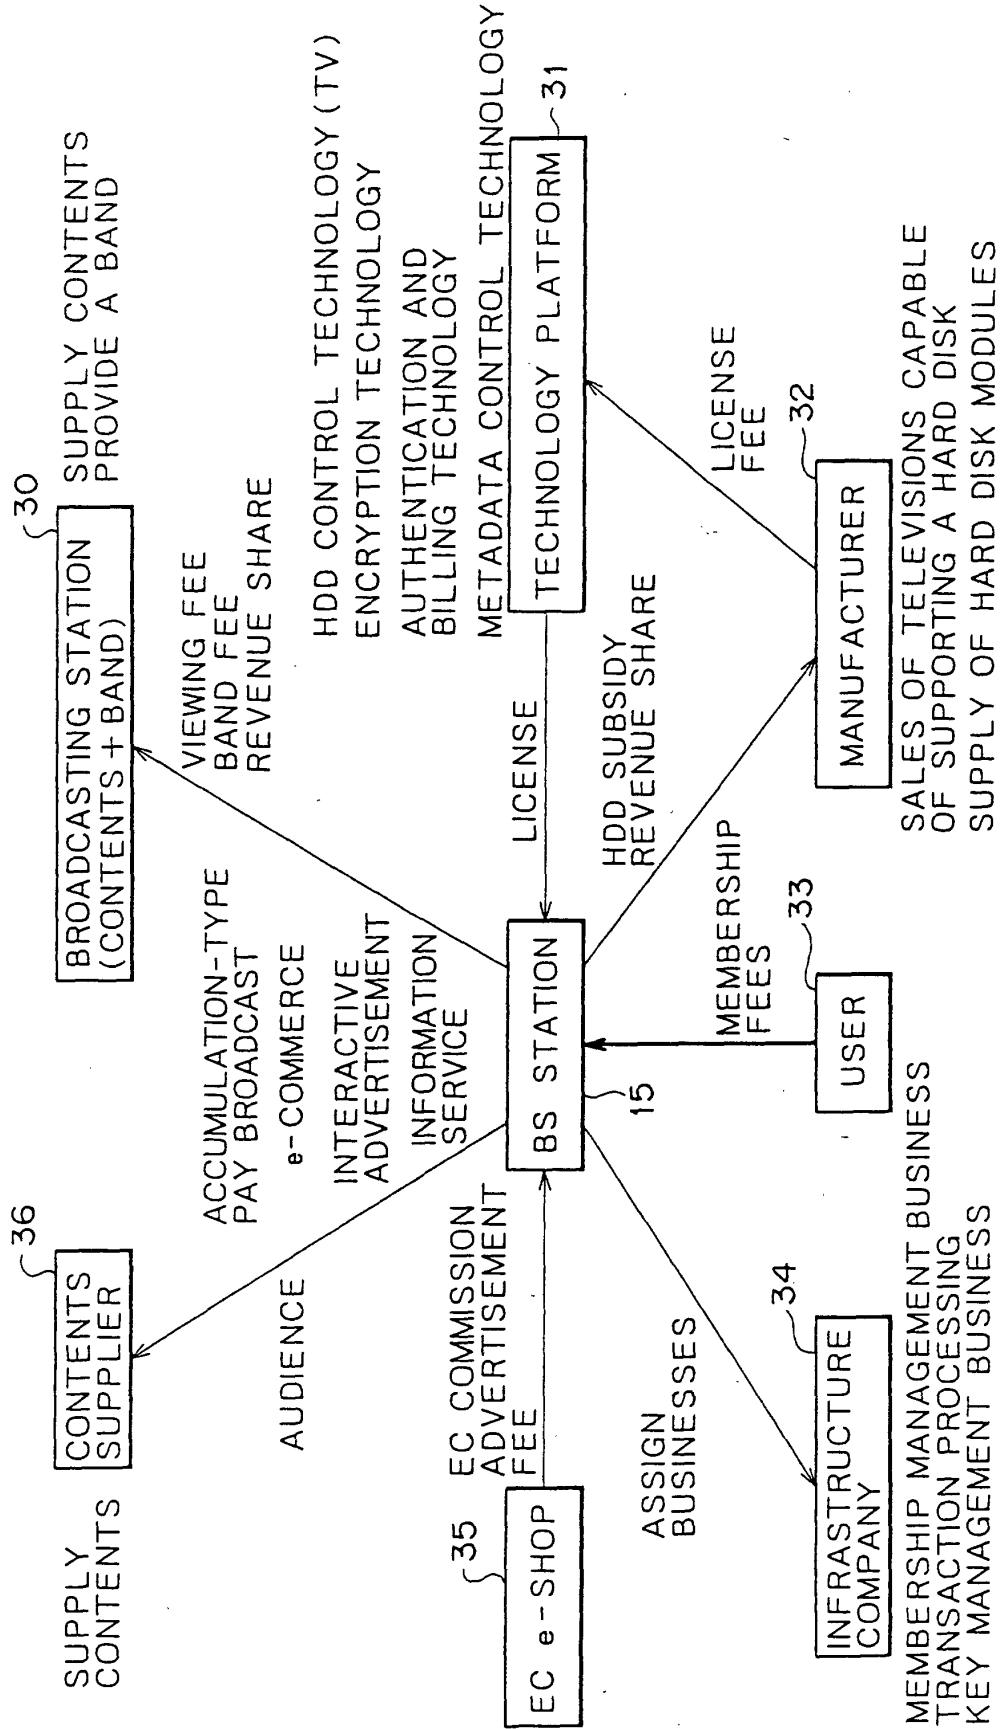 SUPPLY
CONTENTS
36
CONTENTS
SUPPLIER
30
BROADCASTING STATION
(CONTENTS+BAND)
SUPPLY CONTENTS
PROVIDE A BAND
AUDIENCE
ACCUMULATION-TYPE
PAY BROADCAST
e-COMMERCE
INTERACTIVE
ADVERTISEMENT
INFORMATION
SERVICE
VIEWING FEE
BAND FEE
REVENUE SHARE
HDD CONTROL TECHNOLOGY (TV)
ENCRYPTION TECHNOLOGY
AUTHENTICATION AND
BILLING TECHNOLOGY
METADATA CONTROL TECHNOLOGY
35
EC e-SHOP
EC COMMISSION
ADVERTISEMENT
FEE
BS STATION
15
LICENSE
TECHNOLOGY PLATFORM
31
ASSIGN
BUSINESSES
MEMBERSHIP
FEES
HDD SUBSIDY
REVENUE SHARE
LICENSE
FEE
34
INFRASTRUCTURE
COMPANY
33
USER
32
MANUFACTURER
MEMBERSHIP MANAGEMENT BUSINESS
TRANSACTION PROCESSING
KEY MANAGEMENT BUSINESS
SALES OF TELEVISIONS CAPABLE
OF SUPPORTING A HARD DISK
SUPPLY OF HARD DISK MODULES